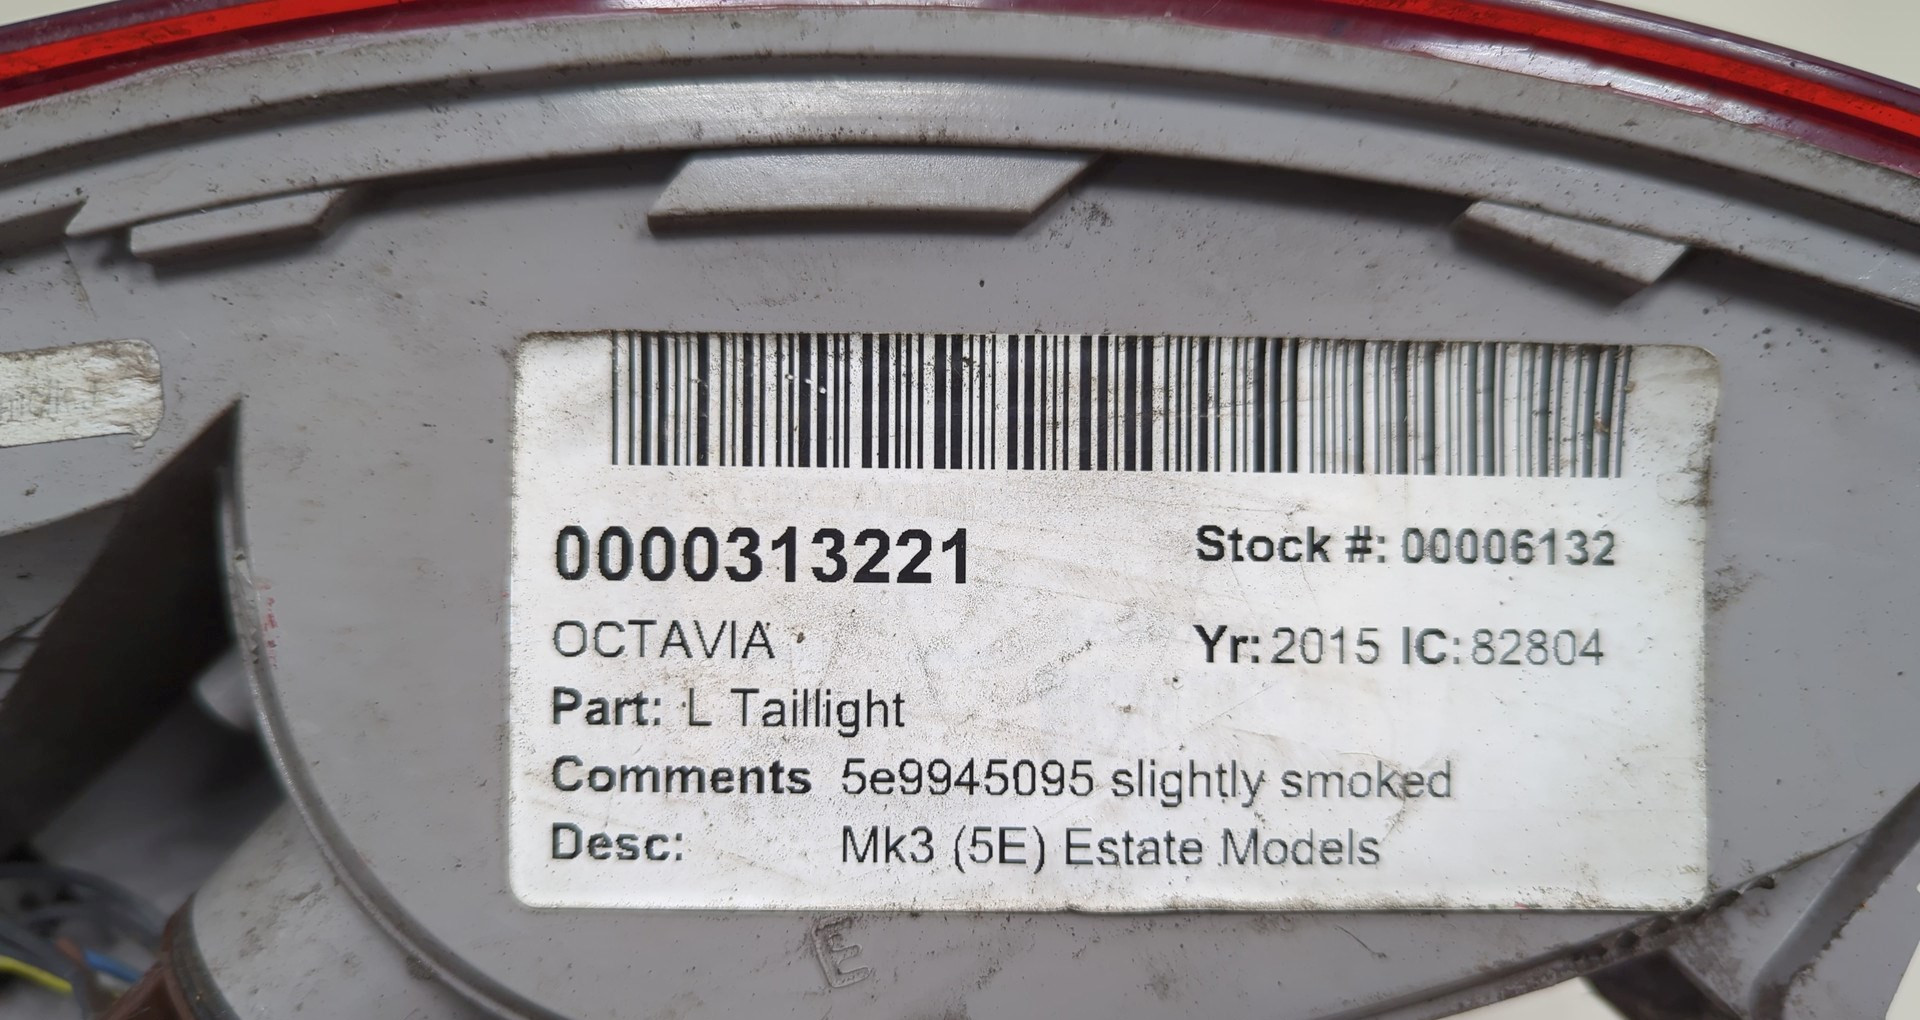 0000313221
Stock #: 00006132
OCTAVIA
Yr: 2015 IC: 82804
Part: L Taillight
Comments 5e9945095 slightly smoked
Desc: Mk3 (5E) Estate Models
E